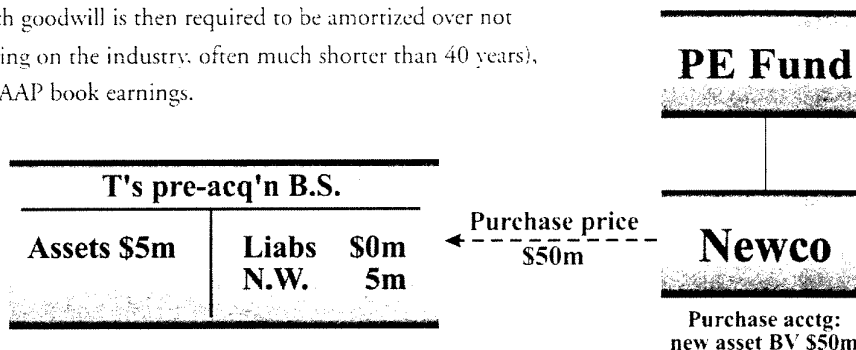 h goodwill is then required to be amortized over not
ing on the industry, often much shorter than 40 years),
AAP book earnings.
PE Fund
T's pre-acq'n B.S.
Assets $5m
Liabs $0m
N.W. 5m
Purchase price
$50m
Newco
Purchase acctg:
new asset BV $50m